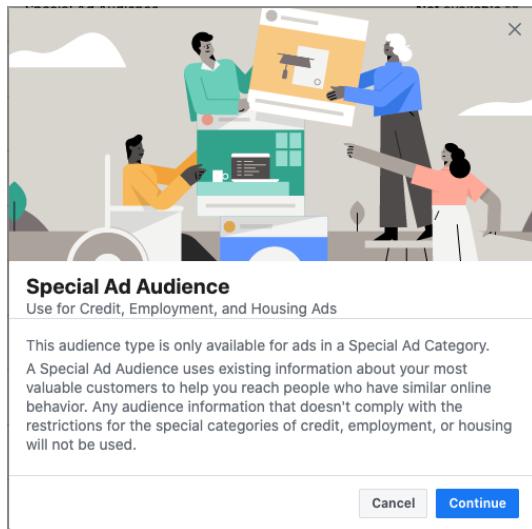 Special Ad Audience
Use for Credit, Employment, and Housing Ads
This audience type is only available for ads in a Special Ad Category.
A Special Ad Audience uses existing information about your most
valuable customers to help you reach people who have similar online
behavior. Any audience information that doesn't comply with the
restrictions for the special categories of credit, employment, or housing
will not be used.
Cancel Continue